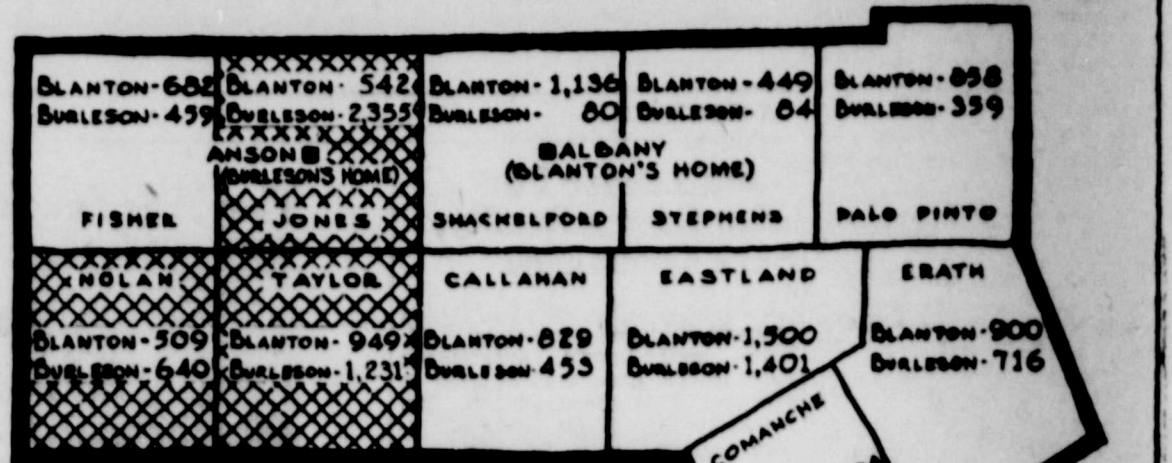 BLANTON-682
BURLESON-459
FISHER
BLANTON- 542
BURLESON-2,355
ANSON
(BURLESON'S HOME)
JONES
BLANTON-1,136
BURLESON- 80
ALBANY
(BLANTON'S HOME)
SHACKELFORD
BLANTON-449
BURLESON- 84
STEPHENS
BLANTON-858
BURLESON-359
PALO PINTO
NOLAN
BLANTON-509
BURLESON-640
TAYLOR
BLANTON- 949
BURLESON-1,231
CALLAHAN
BLANTON-829
BURLESON-453
EASTLAND
BLANTON-1,500
BURLESON-1,401
ERATH
BLANTON-900
BURLESON-716
COMANCHE